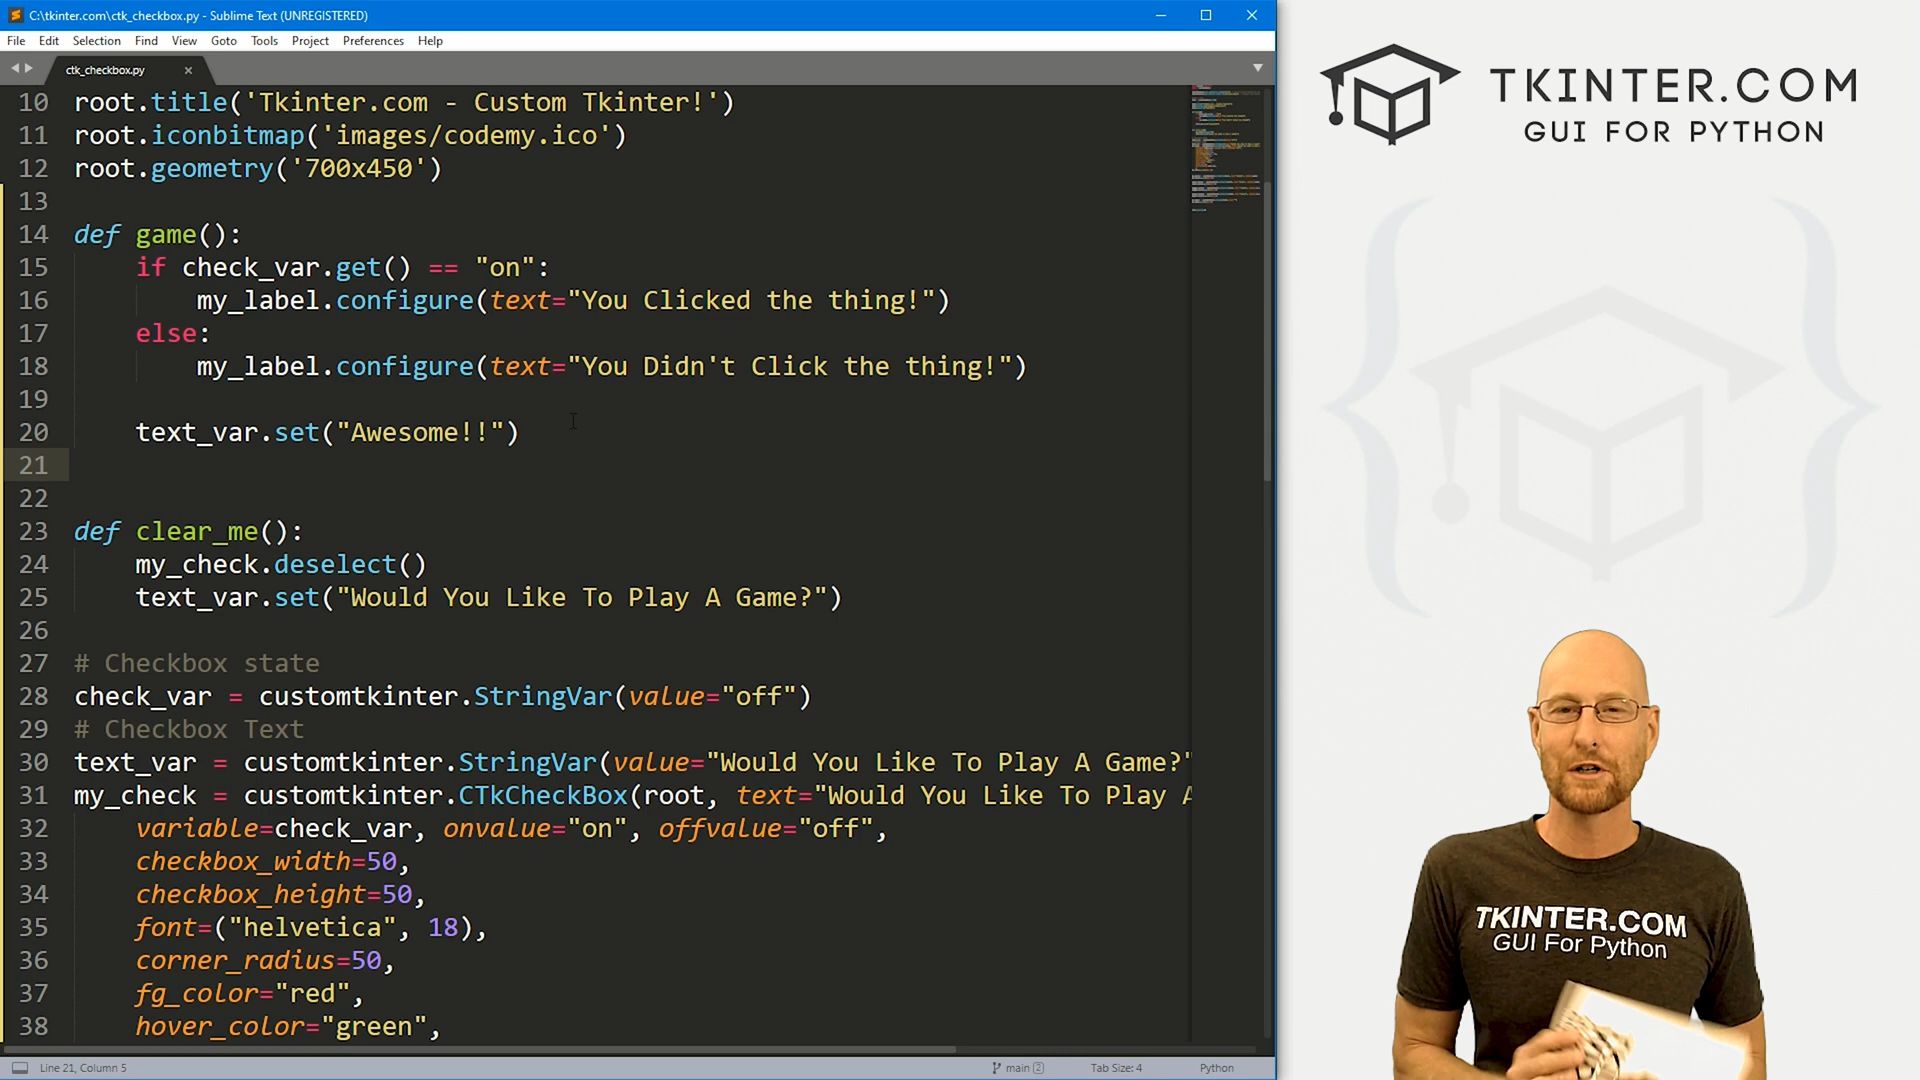 C:\tkinter.com\ctk_checkbox.py - Sublime Text (UNREGISTERED)
File Edit Selection Find View Goto Tools Project Preferences Help
ctk_checkbox.py
10 root.title('Tkinter.com - Custom Tkinter!')
11 root.iconbitmap('images/codemy.ico')
12 root.geometry('700x450')
13
14 def game():
15     if check_var.get() == "on":
16         my_label.configure(text="You Clicked the thing!")
17     else:
18         my_label.configure(text="You Didn't Click the thing!")
19
20     text_var.set("Awesome!!")
21
22
23 def clear_me():
24     my_check.deselect()
25     text_var.set("Would You Like To Play A Game?")
26
27 # Checkbox state
28 check_var = customtkinter.StringVar(value="off")
29 # Checkbox Text
30 text_var = customtkinter.StringVar(value="Would You Like To Play A Game?"
31 my_check = customtkinter.CTkCheckBox(root, text="Would You Like To Play A
32     variable=check_var, onvalue="on", offvalue="off",
33     checkbox_width=50,
34     checkbox_height=50,
35     font=("helvetica", 18),
36     corner_radius=50,
37     fg_color="red",
38     hover_color="green",
Line 21, Column 5
main 2
Tab Size: 4
Python
TKINTER.COM
GUI FOR PYTHON
TKINTER.COM
GUI For Python